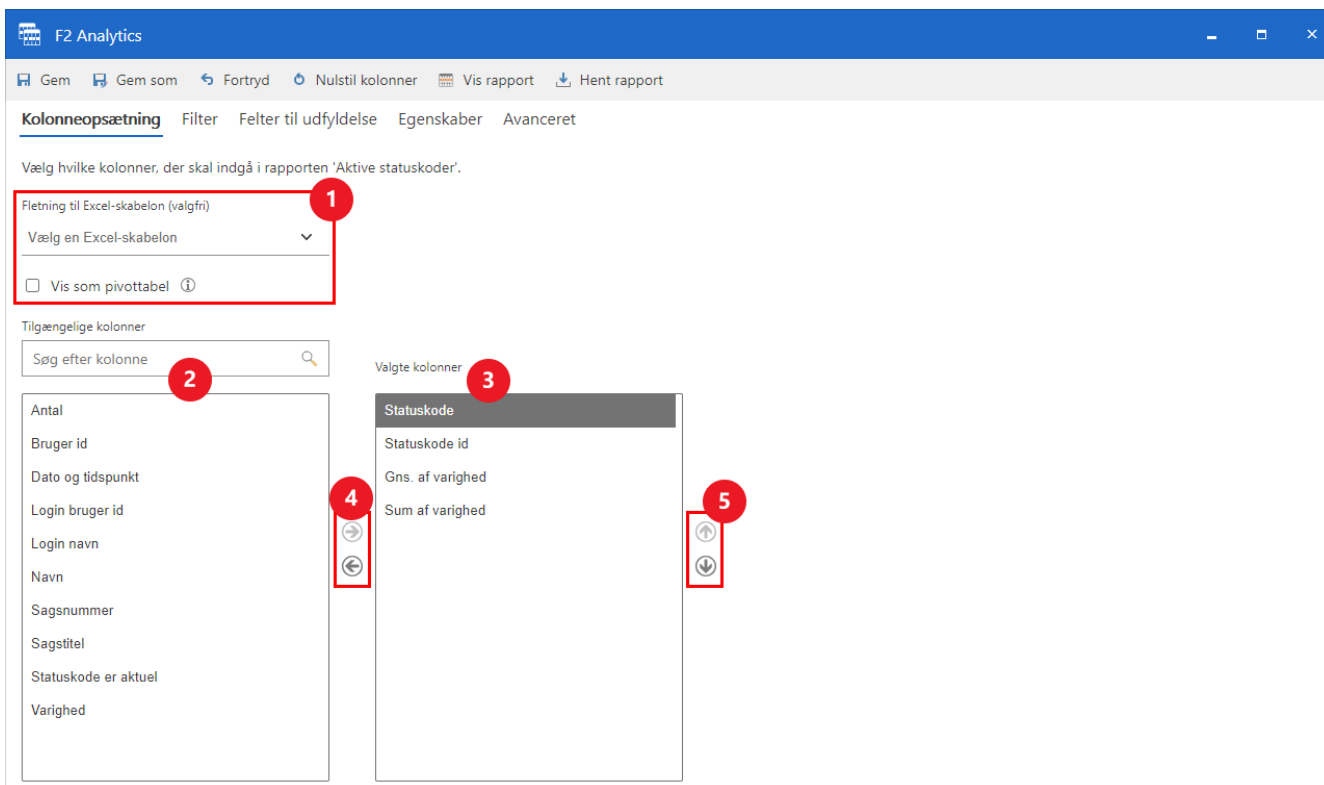 F2 Analytics
Gem Gem som Fortryd Nulstil kolonner Vis rapport Hent rapport
Kolonneopsætning Filter Felter til udfyldelse Egenskaber Avanceret
Vælg hvilke kolonner, der skal indgå i rapporten 'Aktive statuskoder'.
1
Fletning til Excel-skabelon (valgfri)
Vælg en Excel-skabelon
Vis som pivottabel
Tilgængelige kolonner
Søg efter kolonne
2
Antal
Bruger id
Dato og tidspunkt
Login bruger id
Login navn
Navn
Sagsnummer
Sagstitel
Statuskode er aktuel
Varighed
Valgte kolonner
3
Statuskode
Statuskode id
Gns. af varighed
Sum af varighed
4
5